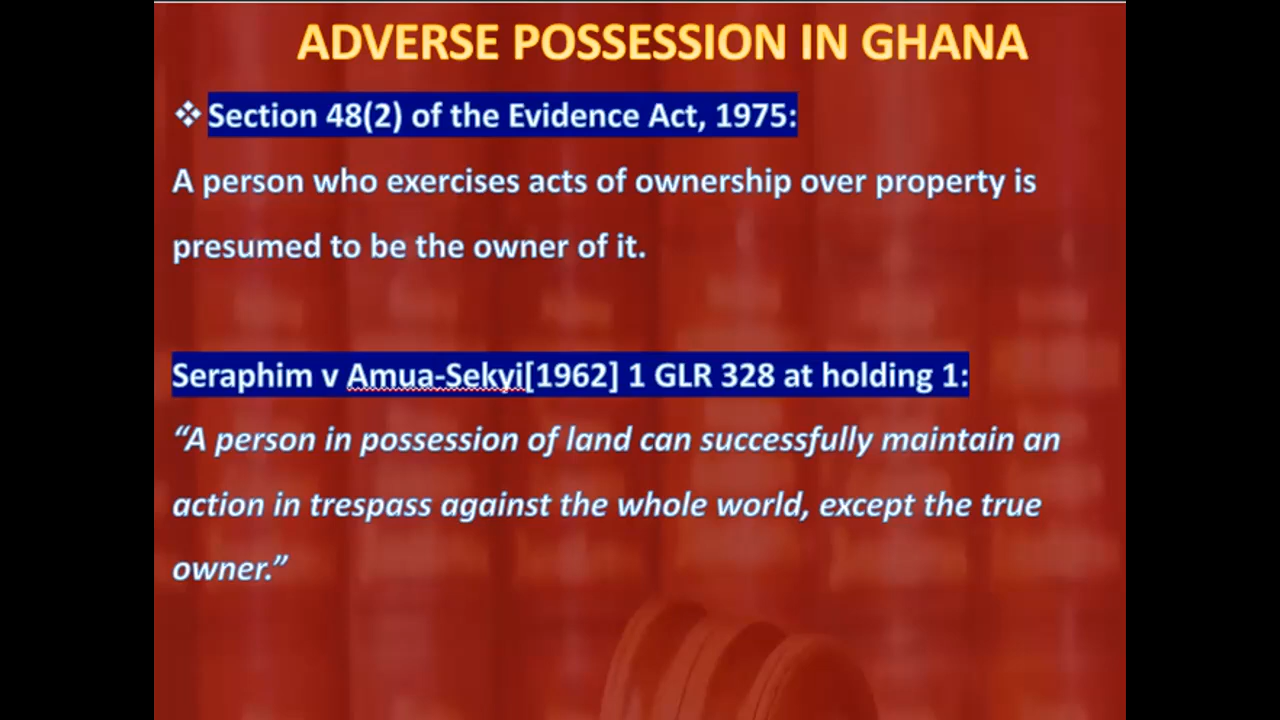 ADVERSE POSSESSION IN GHANA
❖ Section 48(2) of the Evidence Act, 1975:
A person who exercises acts of ownership over property is
presumed to be the owner of it.
Seraphim v Amua-Sekyi[1962] 1 GLR 328 at holding 1:
“A person in possession of land can successfully maintain an
action in trespass against the whole world, except the true
owner.”